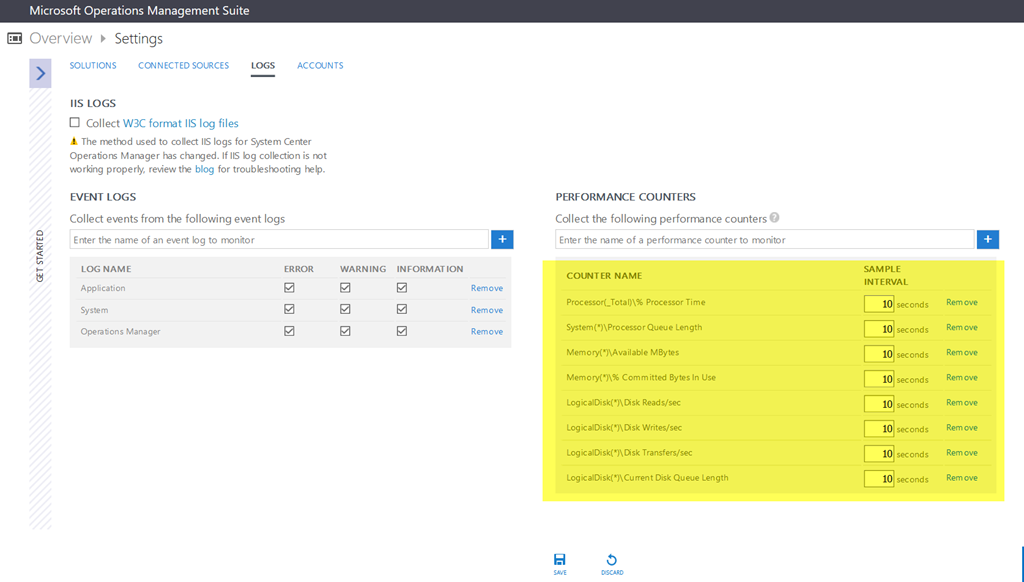 Microsoft Operations Management Suite
Overview ▸ Settings
SOLUTIONS CONNECTED SOURCES LOGS ACCOUNTS
GET STARTED
IIS LOGS
Collect W3C format IIS log files
The method used to collect IIS logs for System Center
Operations Manager has changed. If IIS log collection is not
working properly, review the blog for troubleshooting help.
EVENT LOGS
Collect events from the following event logs
Enter the name of an event log to monitor +
LOG NAME ERROR WARNING INFORMATION
Application Remove
System Remove
Operations Manager Remove
PERFORMANCE COUNTERS
Collect the following performance counters ?
Enter the name of a performance counter to monitor +
COUNTER NAME SAMPLE
INTERVAL
Processor(_Total)\% Processor Time 10 seconds Remove
System(*)\Processor Queue Length 10 seconds Remove
Memory(*)\Available MBytes 10 seconds Remove
Memory(*)\% Committed Bytes In Use 10 seconds Remove
LogicalDisk(*)\Disk Reads/sec 10 seconds Remove
LogicalDisk(*)\Disk Writes/sec 10 seconds Remove
LogicalDisk(*)\Disk Transfers/sec 10 seconds Remove
LogicalDisk(*)\Current Disk Queue Length 10 seconds Remove
SAVE DISCARD